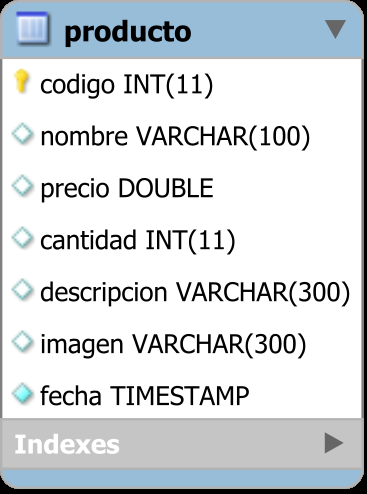 producto
codigo INT(11)
nombre VARCHAR(100)
precio DOUBLE
cantidad INT(11)
descripcion VARCHAR(300)
imagen VARCHAR(300)
fecha TIMESTAMP
Indexes